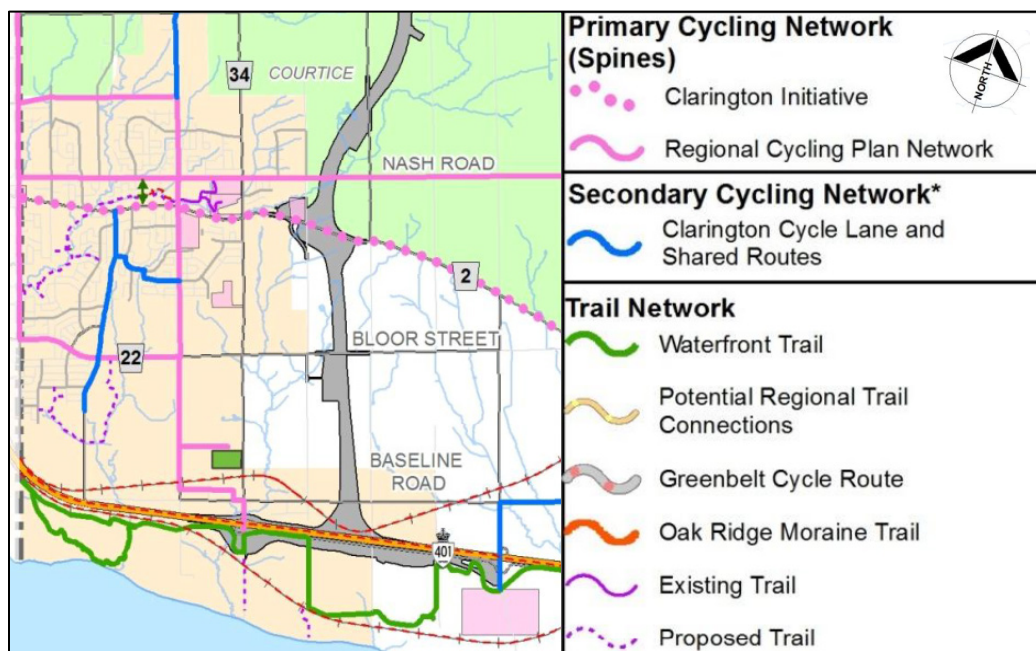 34
COURTICE
NASH ROAD
2
BLOOR STREET
22
BASELINE
ROAD
401
Primary Cycling Network
(Spines)
NORTH
Clarington Initiative
Regional Cycling Plan Network
Secondary Cycling Network*
Clarington Cycle Lane and
Shared Routes
Trail Network
Waterfront Trail
Potential Regional Trail
Connections
Greenbelt Cycle Route
Oak Ridge Moraine Trail
Existing Trail
Proposed Trail